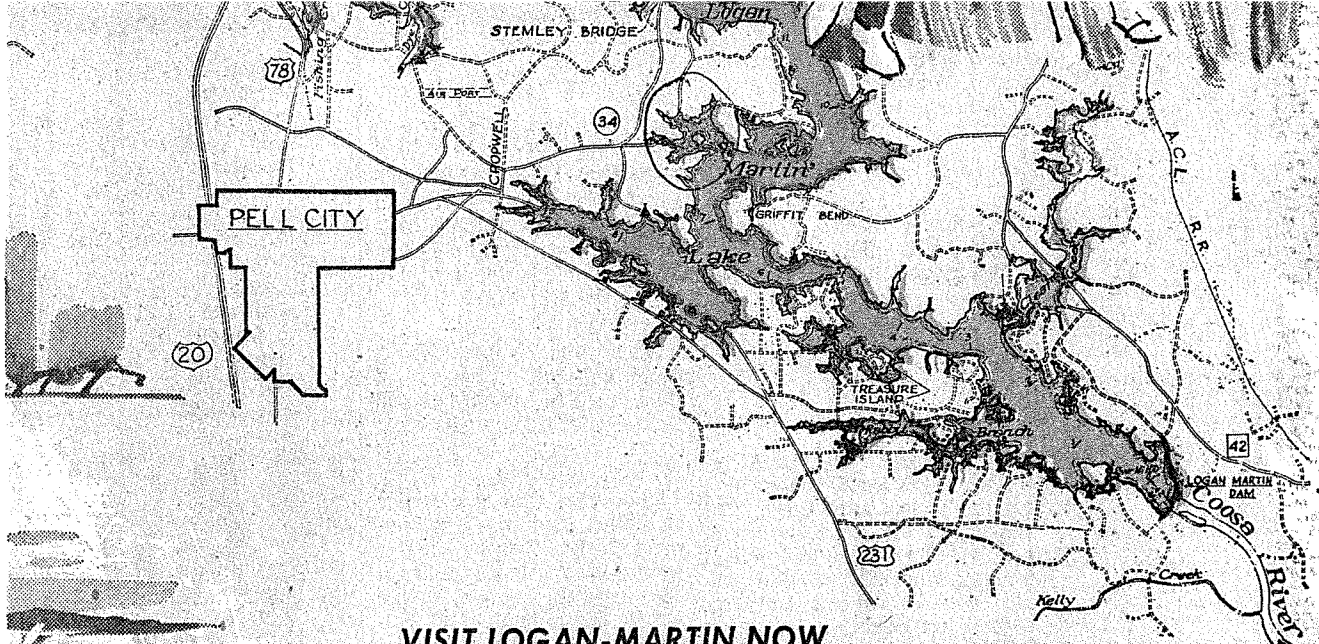 Logan
STEMLEY BRIDGE
78
Fishing
AIR PORT
CROPWELL
34
Martin
A.C.L.
R.R.
PELL CITY
GRIFFIT BEND
Lake
20
TREASURE
ISLAND
Branch
42
LOGAN MARTIN
DAM
Coosa
River
231
Kelly Creek
VISIT LOGAN-MARTIN NOW